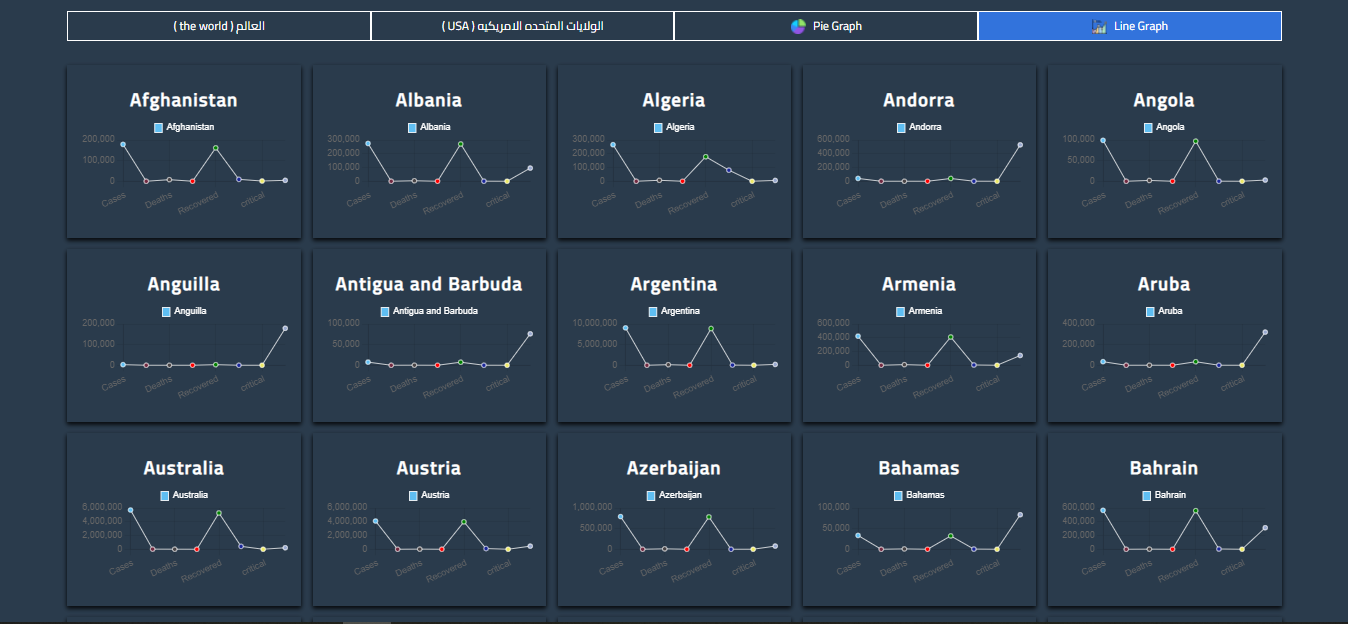 العالم ( the world )
الولايات المتحده الامريكيه ( USA )
Pie Graph
Line Graph
Afghanistan
Afghanistan
200,000
100,000
0
Cases
Deaths
Recovered
critical
Albania
Albania
300,000
200,000
100,000
0
Cases
Deaths
Recovered
critical
Algeria
Algeria
300,000
200,000
100,000
0
Cases
Deaths
Recovered
critical
Andorra
Andorra
600,000
400,000
200,000
0
Cases
Deaths
Recovered
critical
Angola
Angola
100,000
50,000
0
Cases
Deaths
Recovered
critical
Anguilla
Anguilla
200,000
100,000
0
Cases
Deaths
Recovered
critical
Antigua and Barbuda
Antigua and Barbuda
100,000
50,000
0
Cases
Deaths
Recovered
critical
Argentina
Argentina
10,000,000
5,000,000
0
Cases
Deaths
Recovered
critical
Armenia
Armenia
600,000
400,000
200,000
0
Cases
Deaths
Recovered
critical
Aruba
Aruba
400,000
200,000
0
Cases
Deaths
Recovered
critical
Australia
Australia
6,000,000
4,000,000
2,000,000
0
Cases
Deaths
Recovered
critical
Austria
Austria
6,000,000
4,000,000
2,000,000
0
Cases
Deaths
Recovered
critical
Azerbaijan
Azerbaijan
1,000,000
500,000
0
Cases
Deaths
Recovered
critical
Bahamas
Bahamas
100,000
50,000
0
Cases
Deaths
Recovered
critical
Bahrain
Bahrain
600,000
400,000
200,000
0
Cases
Deaths
Recovered
critical